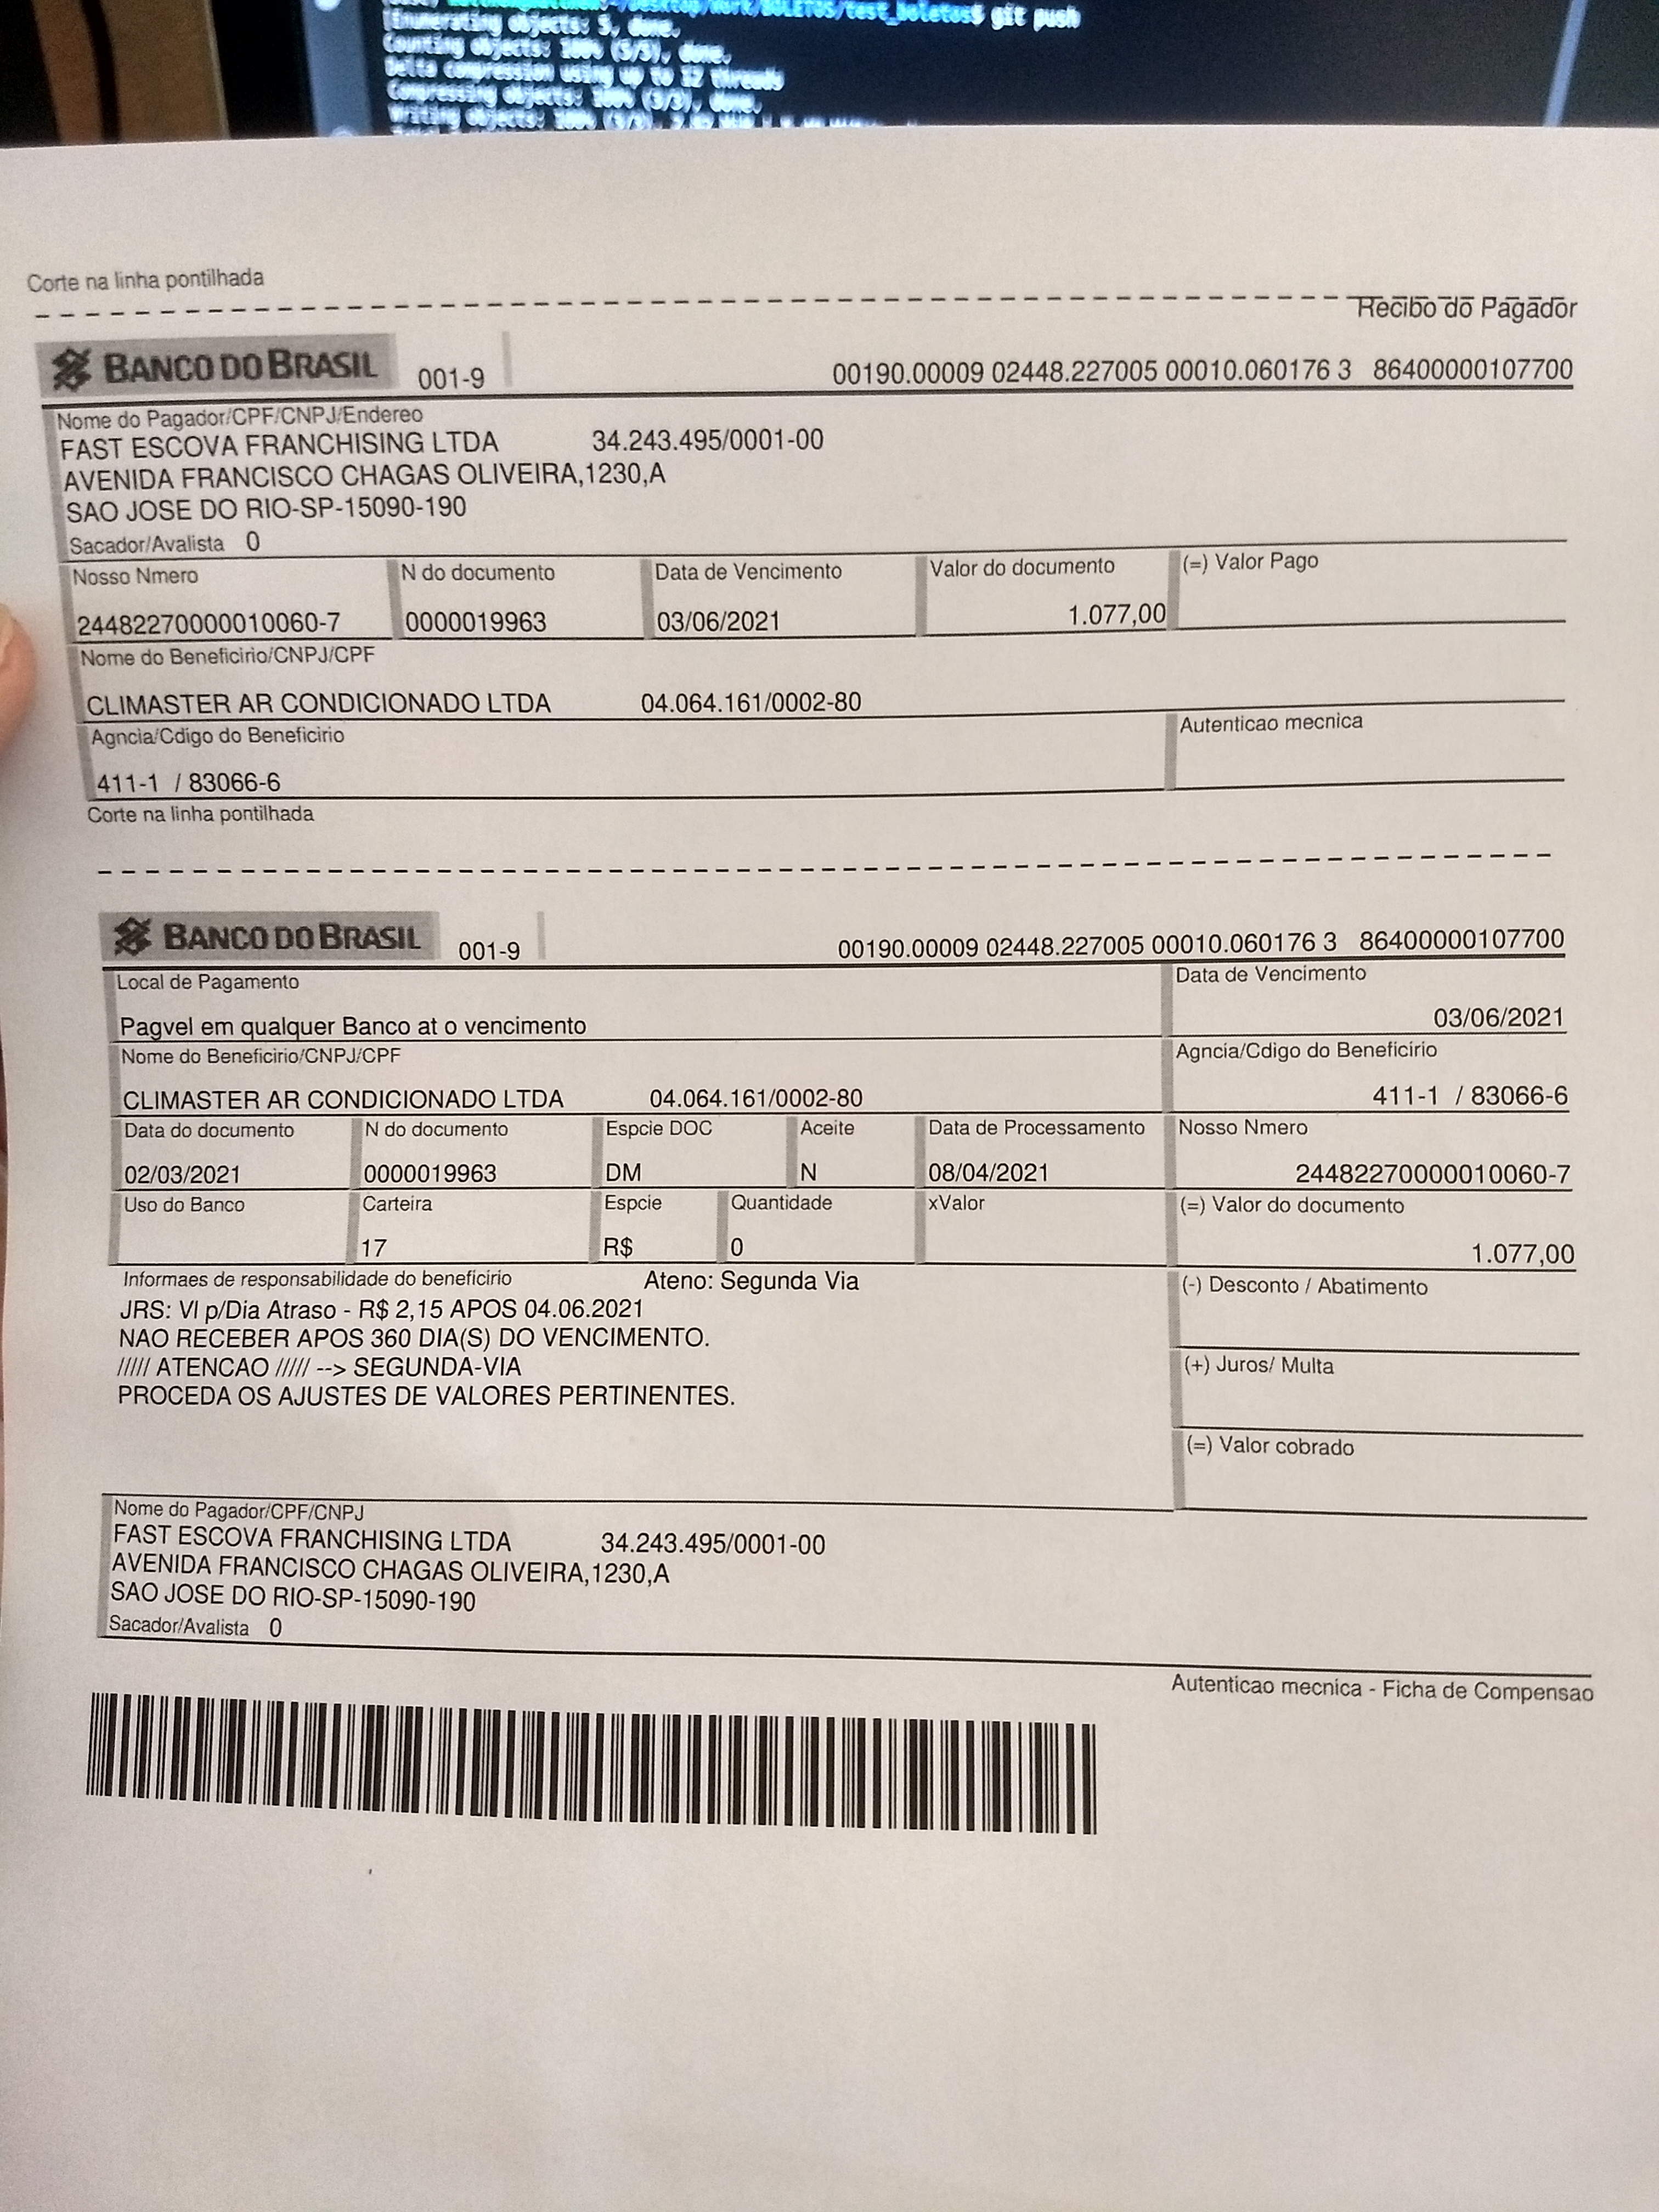 /Desktop/Work/BOLETOS/test_boletos$ git push
Enumerating objects: 5, done.
Counting objects: 100% (5/5), done.
Delta compression using up to 12 threads
Compressing objects: 100% (3/3), done.
Writing objects: 100% (3/3),
Corte na linha pontilhada
Recibo do Pagador
BANCO DO BRASIL 001-9 00190.00009 02448.227005 00010.060176 3 86400000107700
Nome do Pagador/CPF/CNPJ/Endereo
FAST ESCOVA FRANCHISING LTDA 34.243.495/0001-00
AVENIDA FRANCISCO CHAGAS OLIVEIRA,1230,A
SAO JOSE DO RIO-SP-15090-190
Sacador/Avalista 0
Nosso Nmero N do documento Data de Vencimento Valor do documento (=) Valor Pago
24482270000010060-7 0000019963 03/06/2021 1.077,00
Nome do Beneficirio/CNPJ/CPF
CLIMASTER AR CONDICIONADO LTDA 04.064.161/0002-80
Agncia/Cdigo do Beneficirio Autenticao mecnica
411-1 / 83066-6
Corte na linha pontilhada
BANCO DO BRASIL 001-9 00190.00009 02448.227005 00010.060176 3 86400000107700
Local de Pagamento Data de Vencimento
Pagvel em qualquer Banco at o vencimento 03/06/2021
Nome do Beneficirio/CNPJ/CPF Agncia/Cdigo do Beneficirio
CLIMASTER AR CONDICIONADO LTDA 04.064.161/0002-80 411-1 / 83066-6
Data do documento N do documento Espcie DOC Aceite Data de Processamento Nosso Nmero
02/03/2021 0000019963 DM N 08/04/2021 24482270000010060-7
Uso do Banco Carteira Espcie Quantidade xValor (=) Valor do documento
17 R$ 0 1.077,00
Informaes de responsabilidade do beneficirio Ateno: Segunda Via (-) Desconto / Abatimento
JRS: Vl p/Dia Atraso - R$ 2,15 APOS 04.06.2021
NAO RECEBER APOS 360 DIA(S) DO VENCIMENTO.
///// ATENCAO ///// --> SEGUNDA-VIA (+) Juros/ Multa
PROCEDA OS AJUSTES DE VALORES PERTINENTES.
(=) Valor cobrado
Nome do Pagador/CPF/CNPJ
FAST ESCOVA FRANCHISING LTDA 34.243.495/0001-00
AVENIDA FRANCISCO CHAGAS OLIVEIRA,1230,A
SAO JOSE DO RIO-SP-15090-190
Sacador/Avalista 0
Autenticao mecnica - Ficha de Compensao